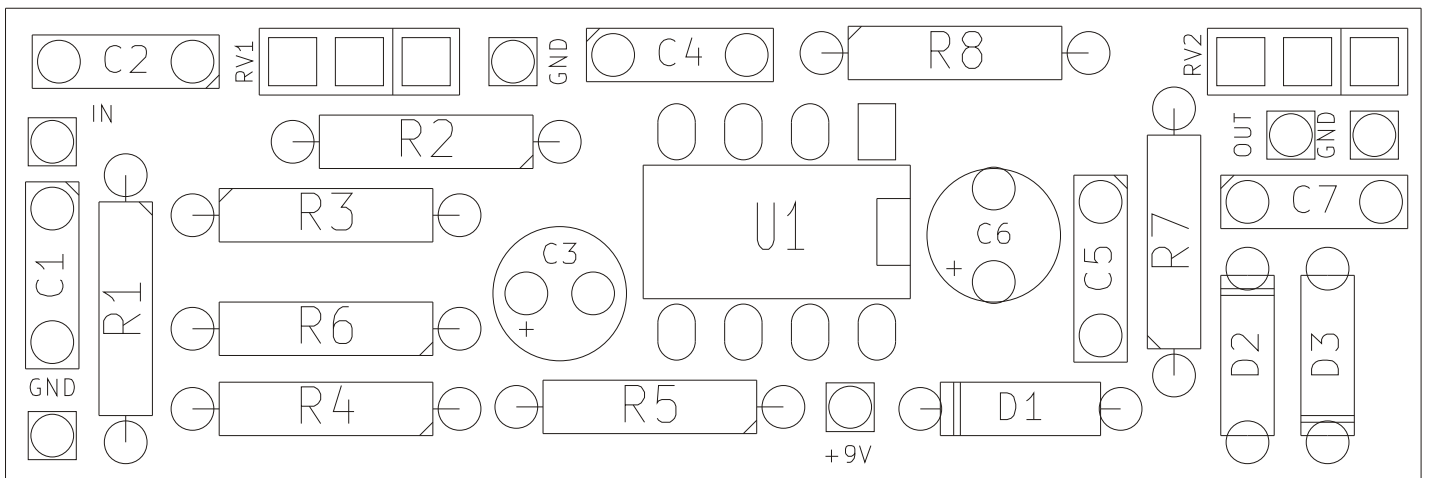 C2
RV1
GND
C4
R8
RV2
IN
R2
OUT
GND
R3
U1
C6
C7
C3
+
C1
R1
C5
R7
R6
+
D2
D3
GND
R4
R5
D1
+9V